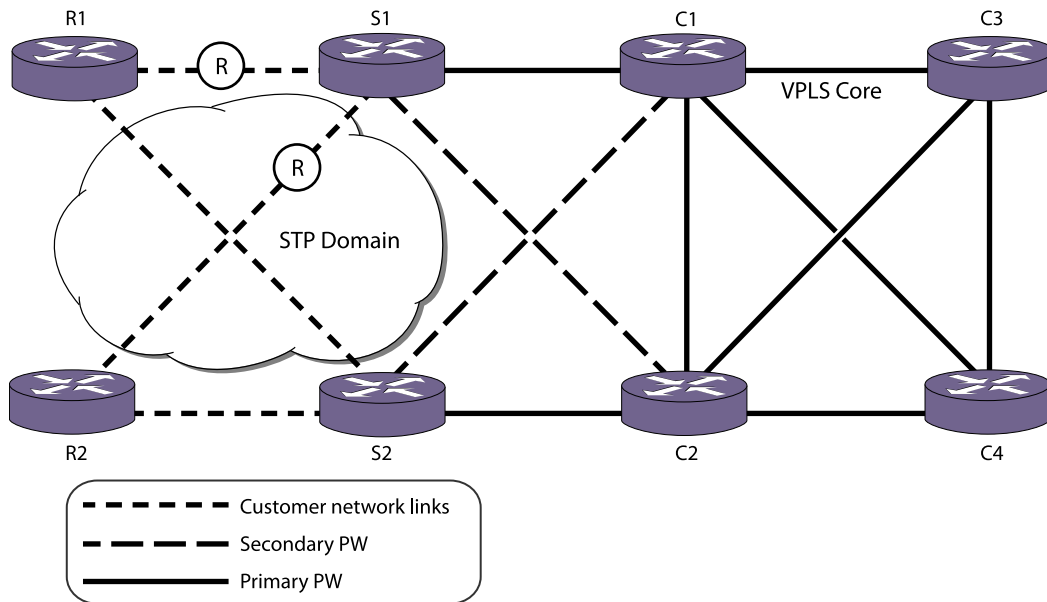 R1
S1
C1
C3
R
VPLS Core
R
STP Domain
R2
S2
C2
C4
Customer network links
Secondary PW
Primary PW